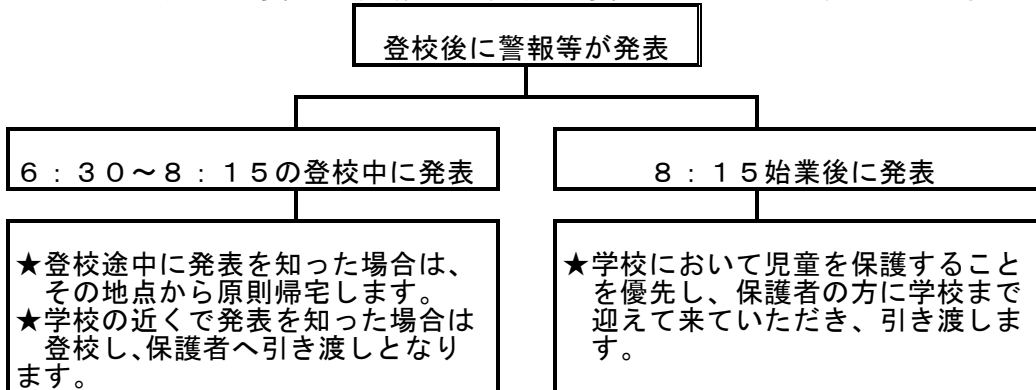 登校後に警報等が発表
6:30~8:15の登校中に発表
8:15始業後に発表
★登校途中に発表を知った場合は、
その地点から原則帰宅します。
★学校の近くで発表を知った場合は
登校し、保護者へ引き渡しとなり
ます。
★学校において児童を保護すること
を優先し、保護者の方に学校まで
迎えて来ていただき、引き渡しま
す。